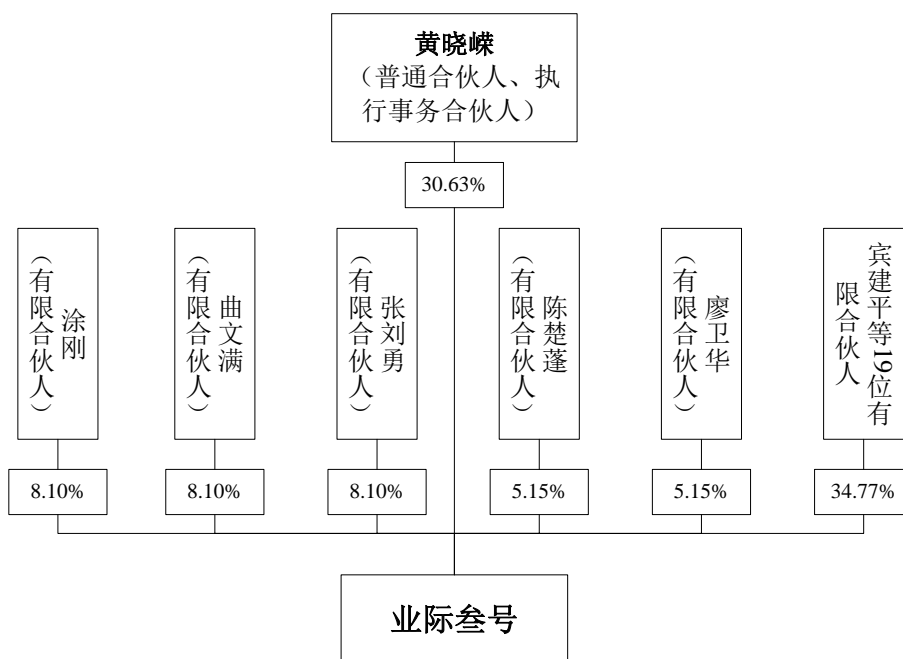 黄晓嵘
（普通合伙人、执
行事务合伙人）
30.63%
涂刚
（有限合伙人）
曲文满
（有限合伙人）
张刘勇
（有限合伙人）
陈楚蓬
（有限合伙人）
廖卫华
（有限合伙人）
宾建平等19位有
限合伙人
8.10%
8.10%
8.10%
5.15%
5.15%
34.77%
业际叁号